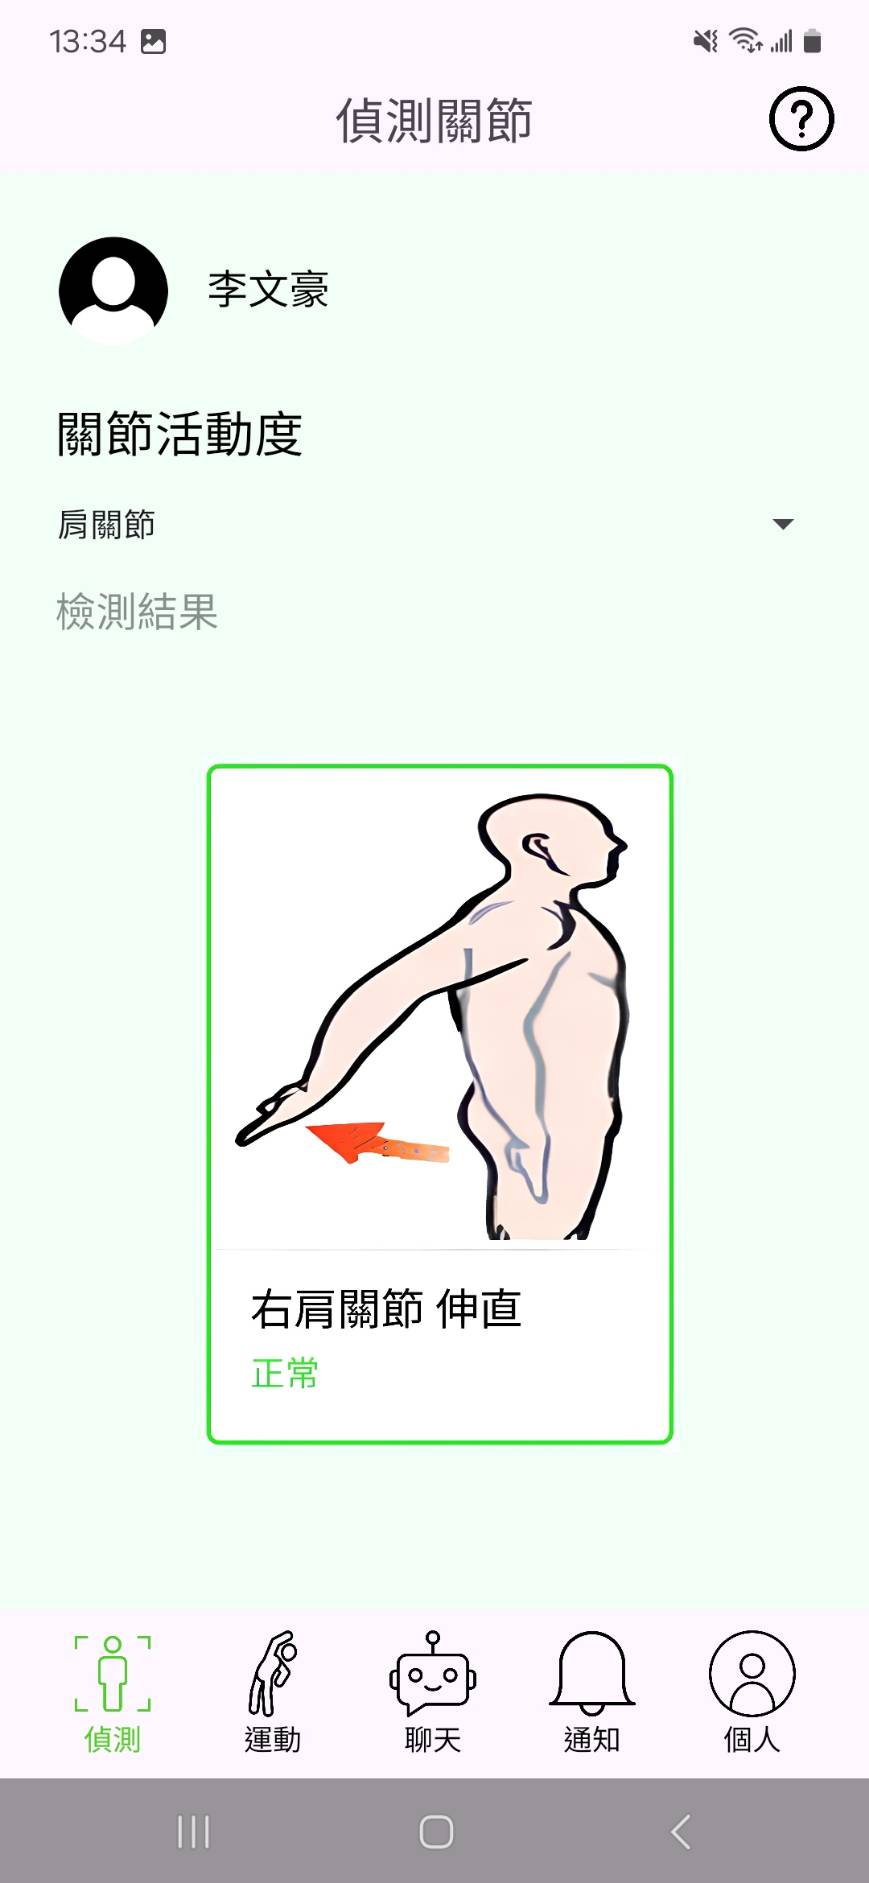 13:34
偵測關節
李文豪
關節活動度
肩關節
檢測結果
右肩關節 伸直
正常
偵測
運動
聊天
通知
個人